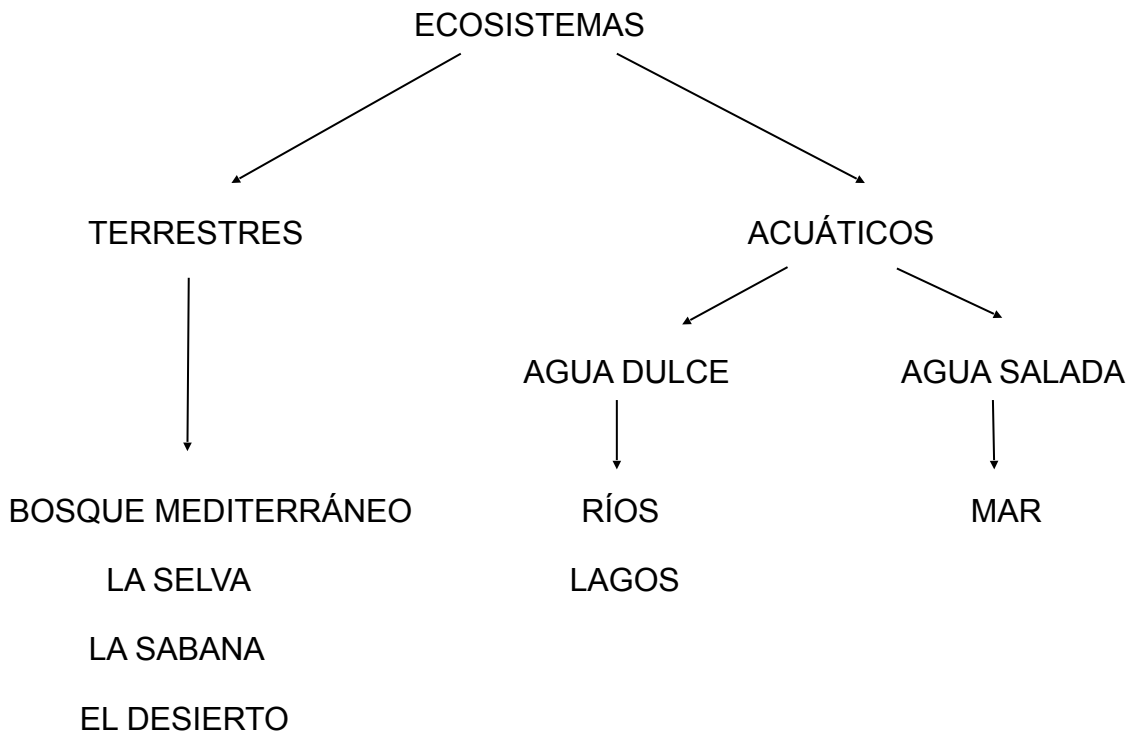 ECOSISTEMAS
TERRESTRES
ACUÁTICOS
AGUA DULCE
AGUA SALADA
BOSQUE MEDITERRÁNEO
RÍOS
MAR
LA SELVA
LAGOS
LA SABANA
EL DESIERTO